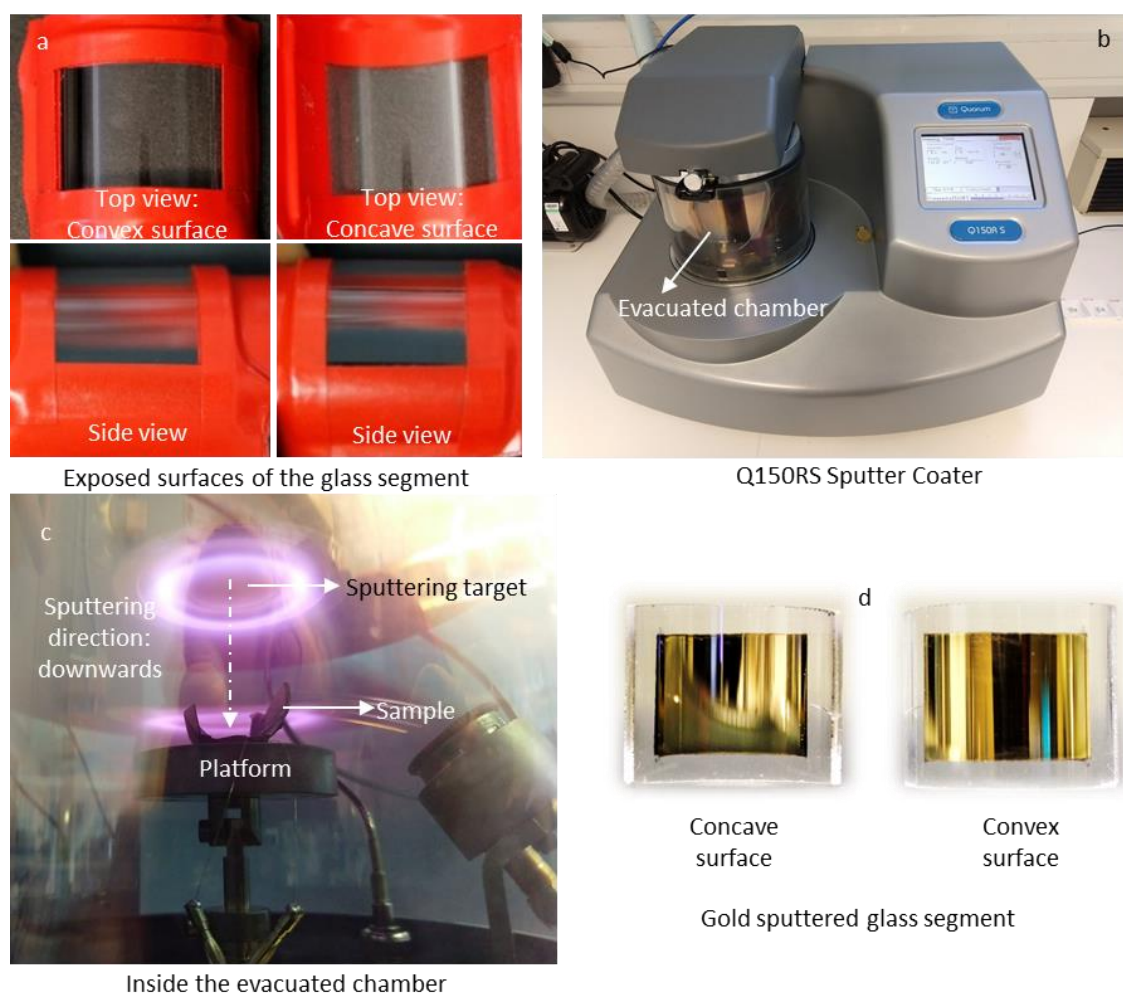 a
Top view:
Convex surface
Top view:
Concave surface
Side view
Side view
Exposed surfaces of the glass segment
b
Quorum
Q150R S
Evacuated chamber
Q150RS Sputter Coater
c
Sputtering target
Sputtering
direction:
downwards
Sample
Platform
Inside the evacuated chamber
d
Concave
surface
Convex
surface
Gold sputtered glass segment